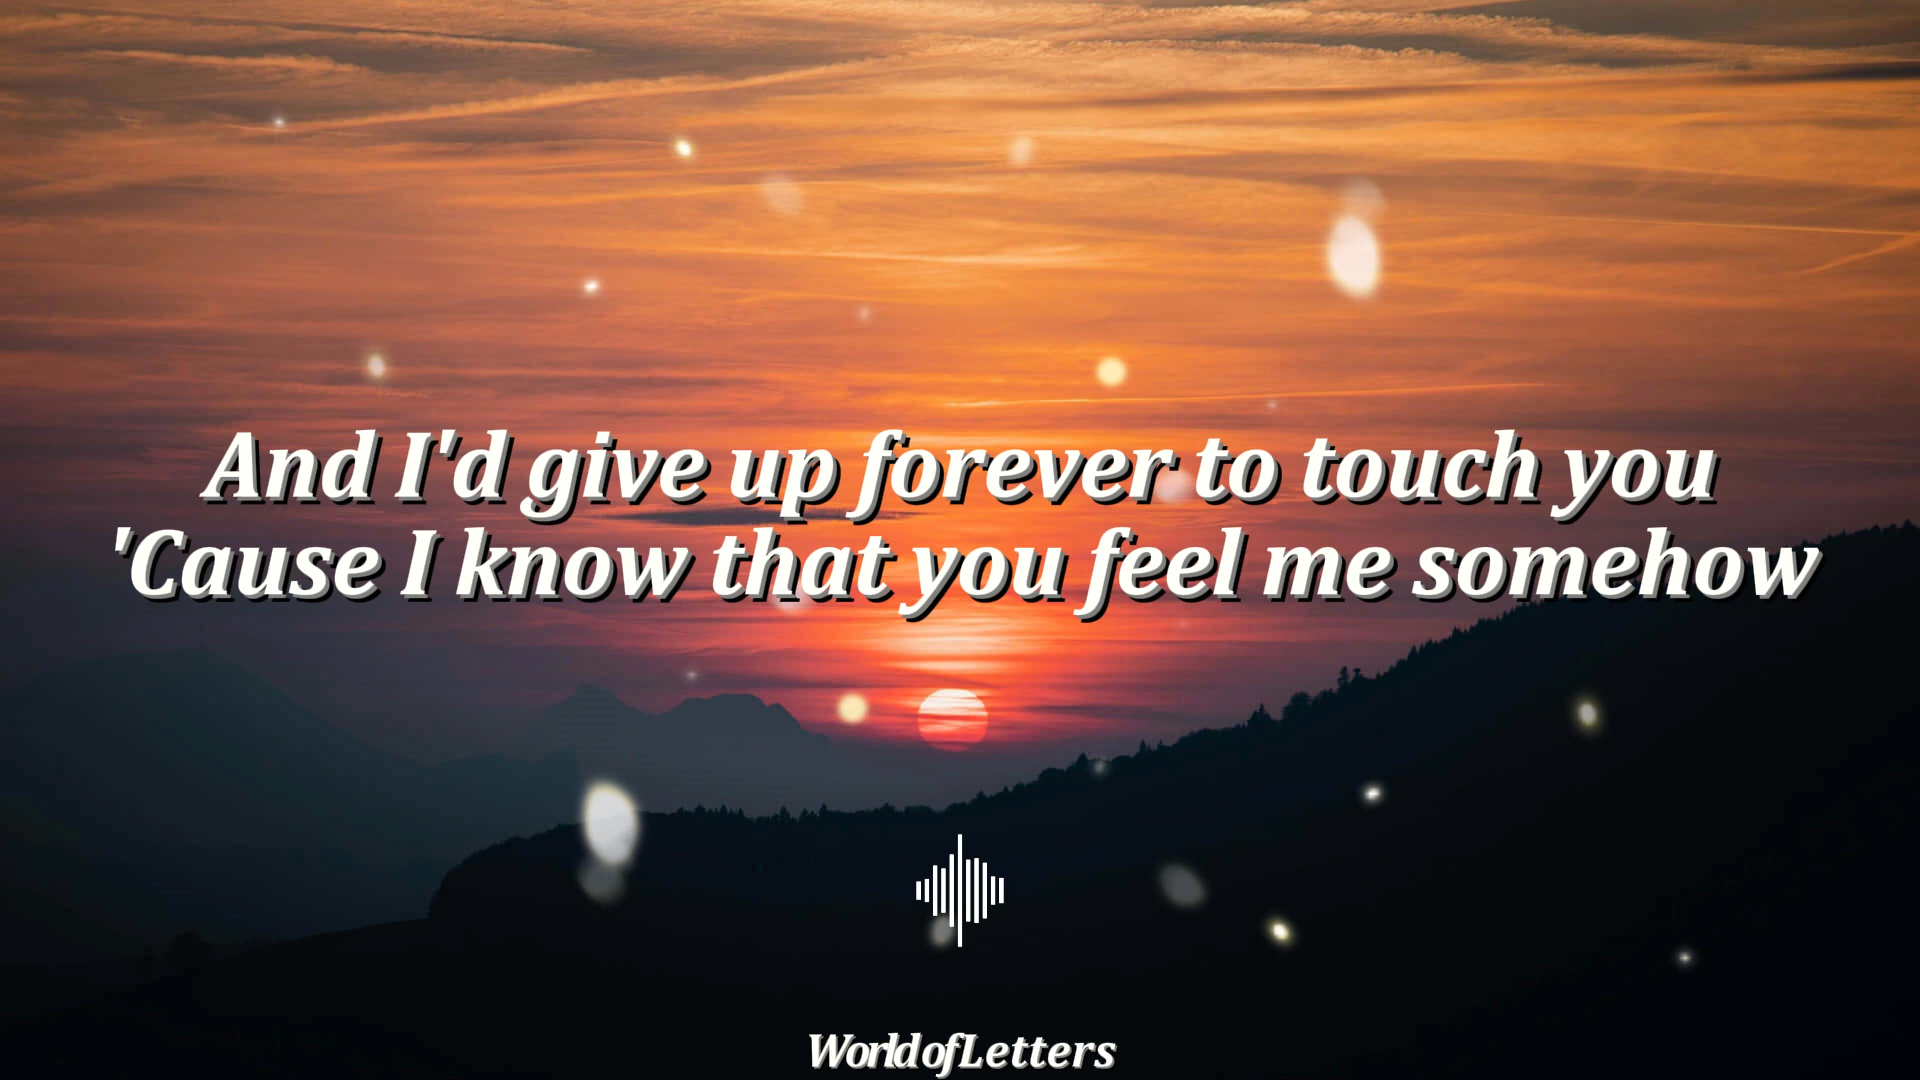 And I'd give up forever to touch you
'Cause I know that you feel me somehow
WorldofLetters